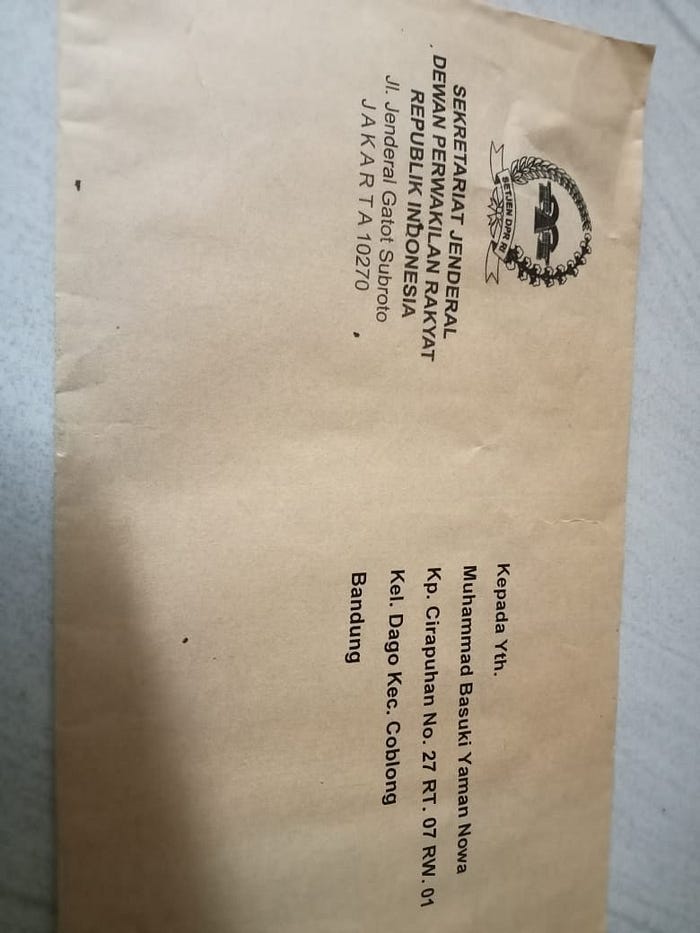 SETJEN DPR RI
SEKRETARIAT JENDERAL
DEWAN PERWAKILAN RAKYAT
REPUBLIK INDONESIA
Jl. Jenderal Gatot Subroto
J A K A R T A 10270
Kepada Yth.
Muhammad Basuki Yaman Nowa
Kp. Cirapuhan No. 27 RT. 07 RW. 01
Kel. Dago Kec. Coblong
Bandung